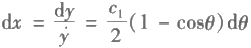 dx = dy/ẏ = c₁/2 (1 - cosθ)dθ